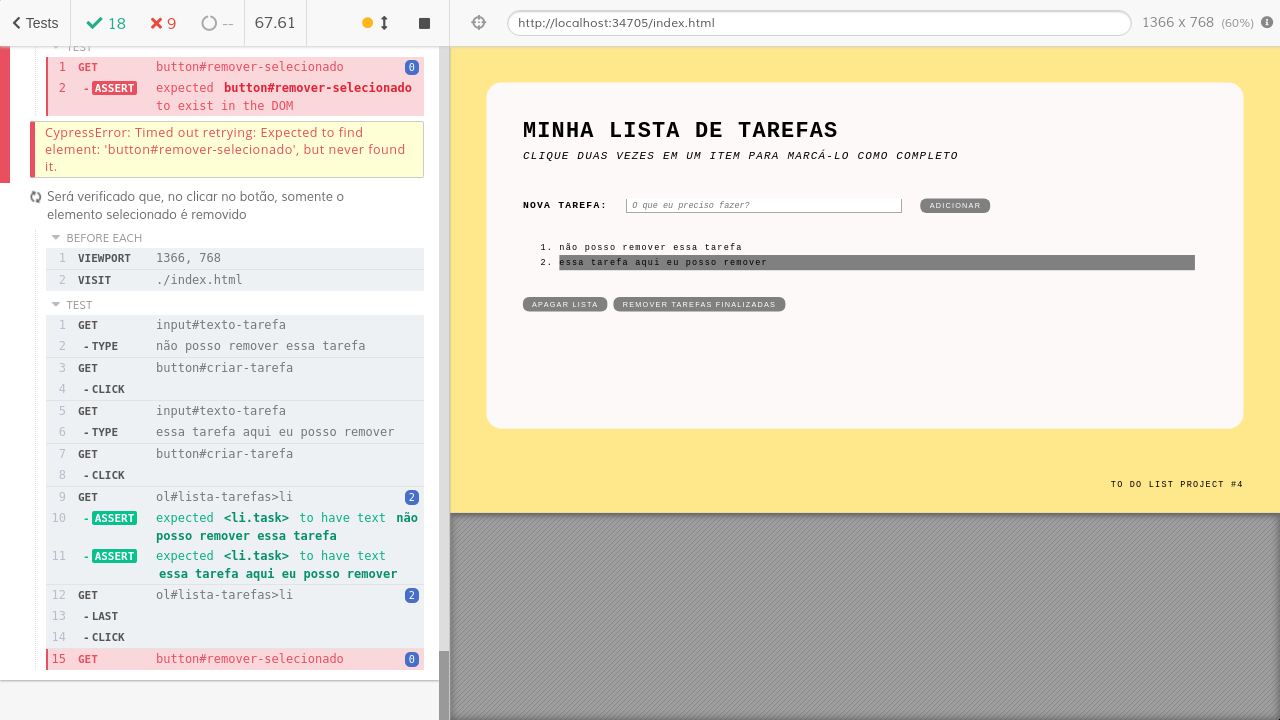 Tests 18 9 -- 67.61 http://localhost:34705/index.html 1366 x 768 (60%)
TEST
1 GET button#remover-selecionado 0
2 - ASSERT expected button#remover-selecionado
to exist in the DOM
CypressError: Timed out retrying: Expected to find
element: 'button#remover-selecionado', but never found
it.
Será verificado que, no clicar no botão, somente o
elemento selecionado é removido
BEFORE EACH
1 VIEWPORT 1366, 768
2 VISIT ./index.html
TEST
1 GET input#texto-tarefa
2 - TYPE não posso remover essa tarefa
3 GET button#criar-tarefa
4 - CLICK
5 GET input#texto-tarefa
6 - TYPE essa tarefa aqui eu posso remover
7 GET button#criar-tarefa
8 - CLICK
9 GET ol#lista-tarefas>li 2
10 - ASSERT expected <li.task> to have text não
posso remover essa tarefa
11 - ASSERT expected <li.task> to have text
essa tarefa aqui eu posso remover
12 GET ol#lista-tarefas>li 2
13 - LAST
14 - CLICK
15 GET button#remover-selecionado 0
MINHA LISTA DE TAREFAS
CLIQUE DUAS VEZES EM UM ITEM PARA MARCÁ-LO COMO COMPLETO
NOVA TAREFA: O que eu preciso fazer? ADICIONAR
1. não posso remover essa tarefa
2. essa tarefa aqui eu posso remover
APAGAR LISTA REMOVER TAREFAS FINALIZADAS
TO DO LIST PROJECT #4